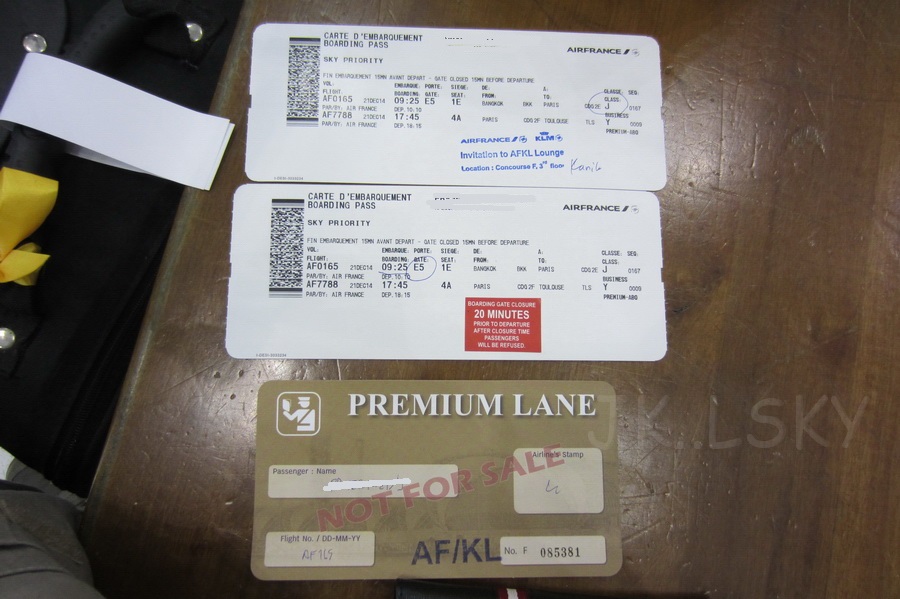 CARTE D'EMBARQUEMENT
BOARDING PASS
AIRFRANCE
SKY PRIORITY
FIN EMBARQUEMENT 15MN AVANT DEPART - GATE CLOSED 15MN BEFORE DEPARTURE
VOL: EMBARQUE. PORTE: SIEGE: DE: A: CLASSE: SEQ:
FLIGHT: BOARDING: GATE: SEAT: FROM: TO: CLASS:
AF0165 21DEC14 09:25 E5 1E BANGKOK BKK PARIS CDG 2E J 0167
PAR/BY: AIR FRANCE DEP.10:10 BUSINESS
AF7788 21DEC14 17:45 4A PARIS CDG 2F TOULOUSE TLS Y 0009
PAR/BY: AIR FRANCE DEP.18:15 PREMIUM-ABO
AIRFRANCE KLM
Invitation to AFKL Lounge
Location : Concourse F, 3rd floor
CARTE D'EMBARQUEMENT
BOARDING PASS
AIRFRANCE
SKY PRIORITY
FIN EMBARQUEMENT 15MN AVANT DEPART - GATE CLOSED 15MN BEFORE DEPARTURE
VOL: EMBARQUE. PORTE: SIEGE: DE: A: CLASSE: SEQ:
FLIGHT: BOARDING: GATE: SEAT: FROM: TO: CLASS:
AF0165 21DEC14 09:25 E5 1E BANGKOK BKK PARIS CDG 2E J 0167
PAR/BY: AIR FRANCE DEP.10:10 BUSINESS
AF7788 21DEC14 17:45 4A PARIS CDG 2F TOULOUSE TLS Y 0009
PAR/BY: AIR FRANCE DEP.18:15 PREMIUM-ABO
BOARDING GATE CLOSURE
20 MINUTES
PRIOR TO DEPARTURE
AFTER CLOSURE TIME
PASSENGERS
WILL BE REFUSED.
PREMIUM LANE
JK..LSKY
Airline's Stamp
Passenger : Name
NOT FOR SALE
Flight No. / DD-MM-YY
AF/KL
No. F 085381